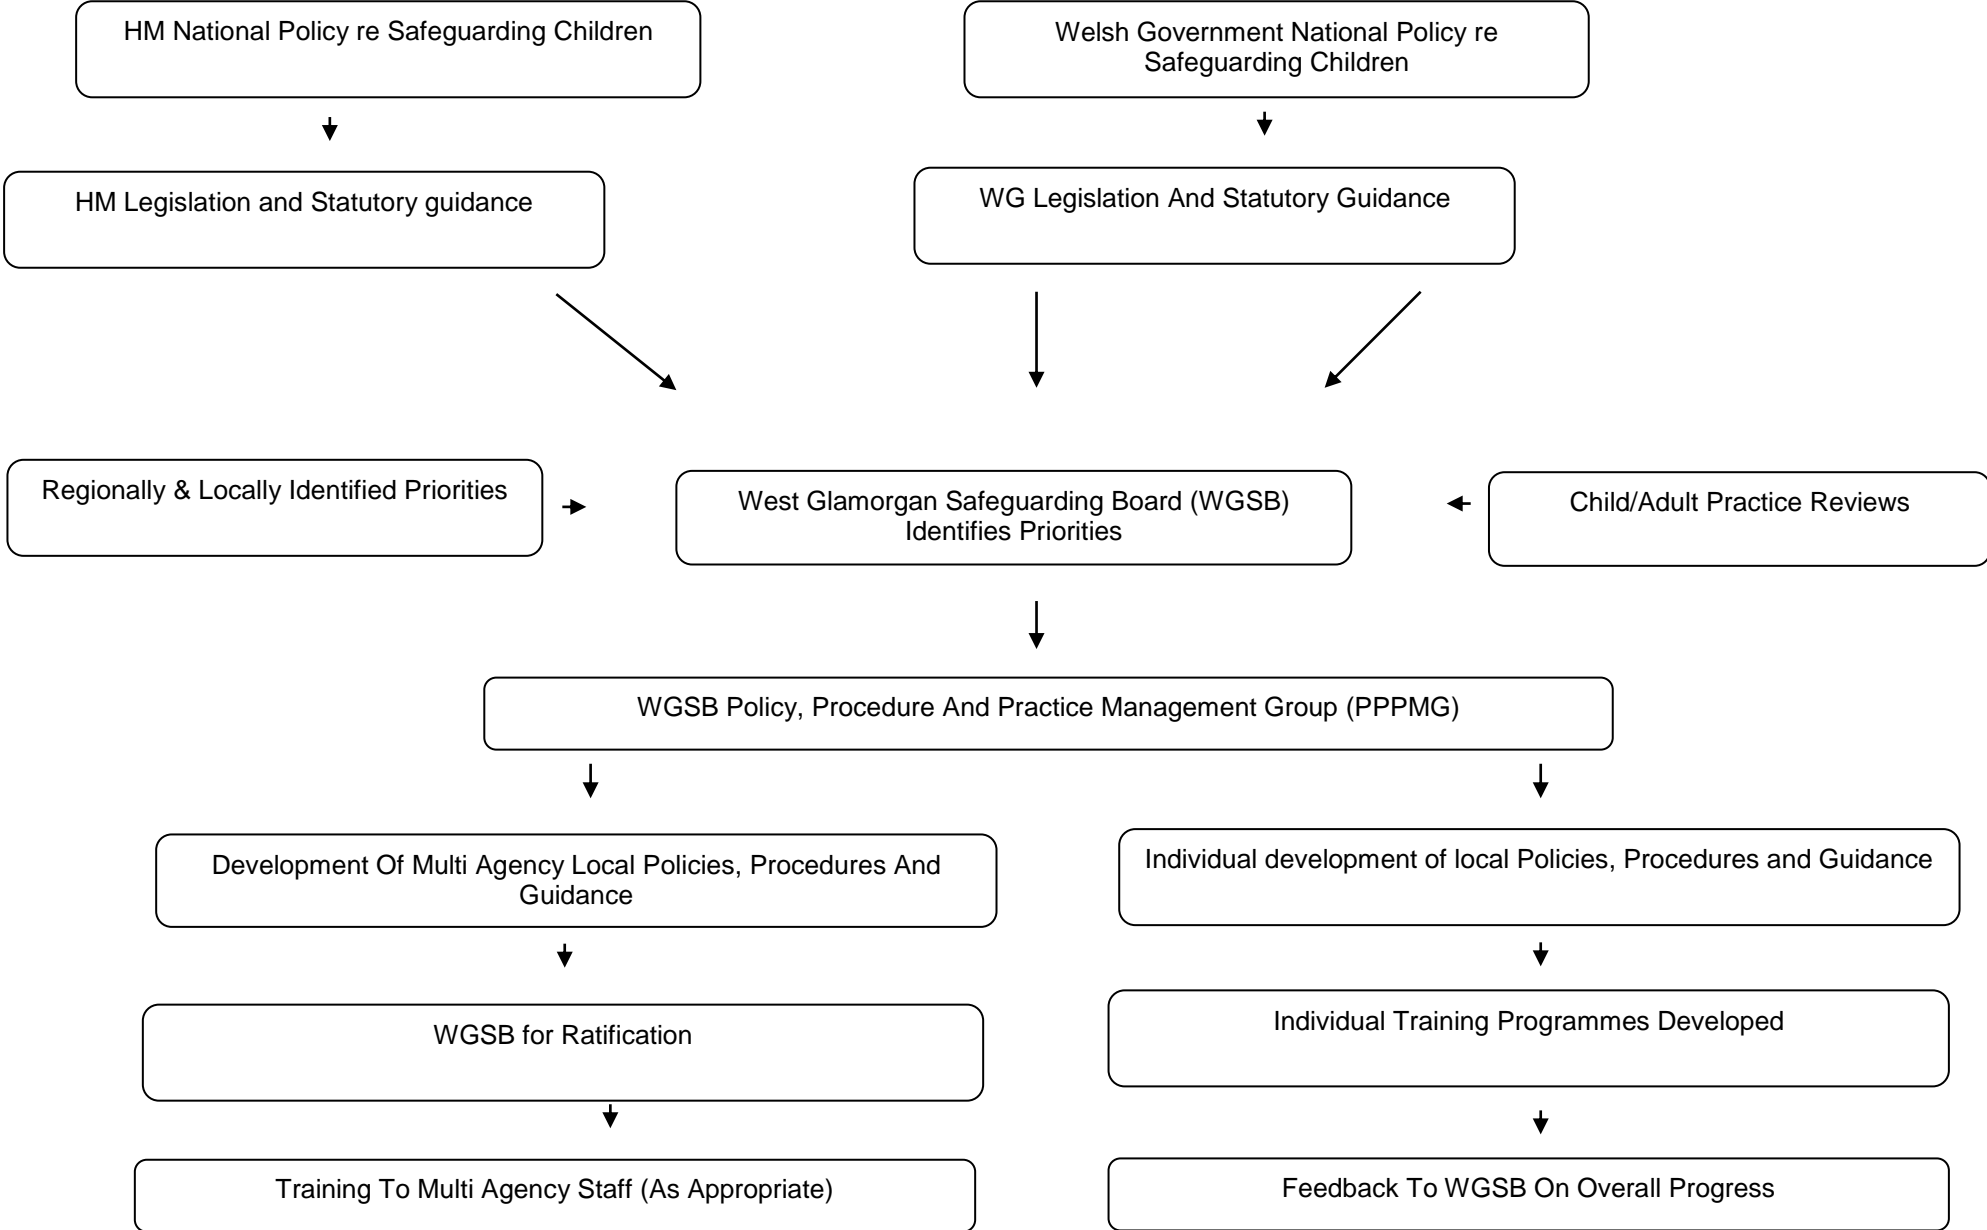 HM National Policy re Safeguarding Children
Welsh Government National Policy re
Safeguarding Children
HM Legislation and Statutory guidance
WG Legislation And Statutory Guidance
Regionally & Locally Identified Priorities
West Glamorgan Safeguarding Board (WGSB)
Identifies Priorities
Child/Adult Practice Reviews
WGSB Policy, Procedure And Practice Management Group (PPPMG)
Development Of Multi Agency Local Policies, Procedures And
Guidance
Individual development of local Policies, Procedures and Guidance
WGSB for Ratification
Individual Training Programmes Developed
Training To Multi Agency Staff (As Appropriate)
Feedback To WGSB On Overall Progress